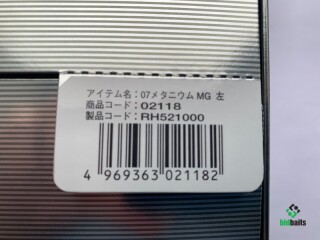 アイテム名：07メタニウム MG 左
商品コード：02118
製品コード：RH521000
4 969363 021182
bidbaits